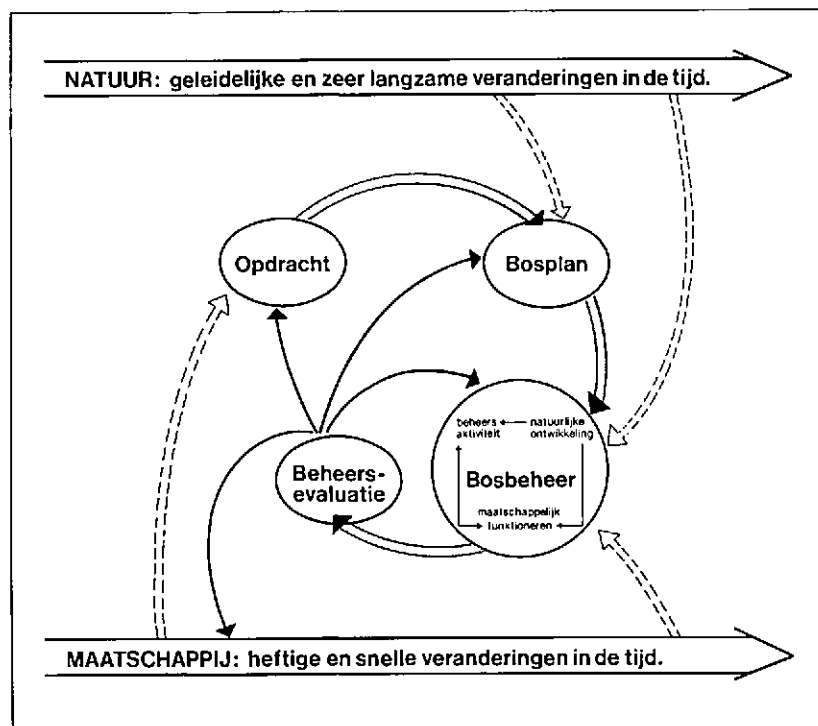 NATUUR: geleidelijke en zeer langzame veranderingen in de tijd.
Opdracht
Bosplan
beheers
aktiviteit
natuurlijke
ontwikkeling
Bosbeheer
maatschappelijk
funktioneren
Beheers-
evaluatie
MAATSCHAPPIJ: heftige en snelle veranderingen in de tijd.